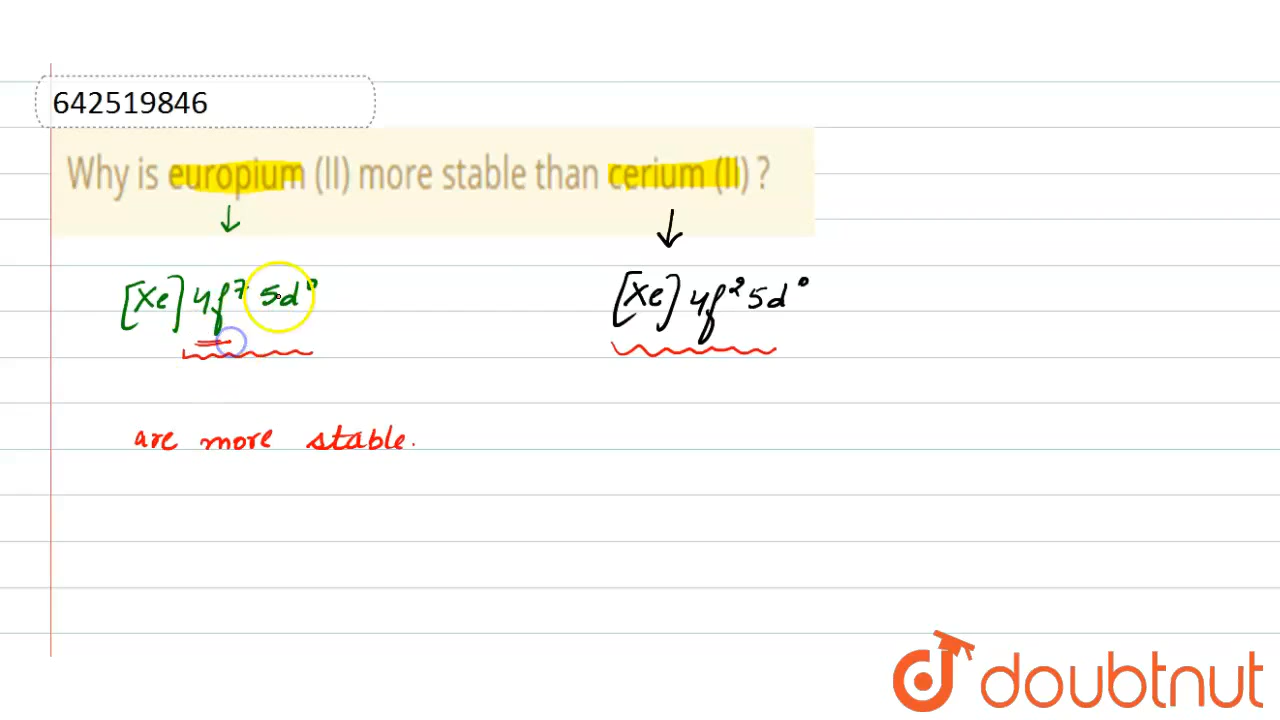 642519846
Why is europium (II) more stable than cerium (II) ?
[Xe] 4f⁷ 5d⁰ [Xe] 4f² 5d⁰
are more stable.
doubtnut